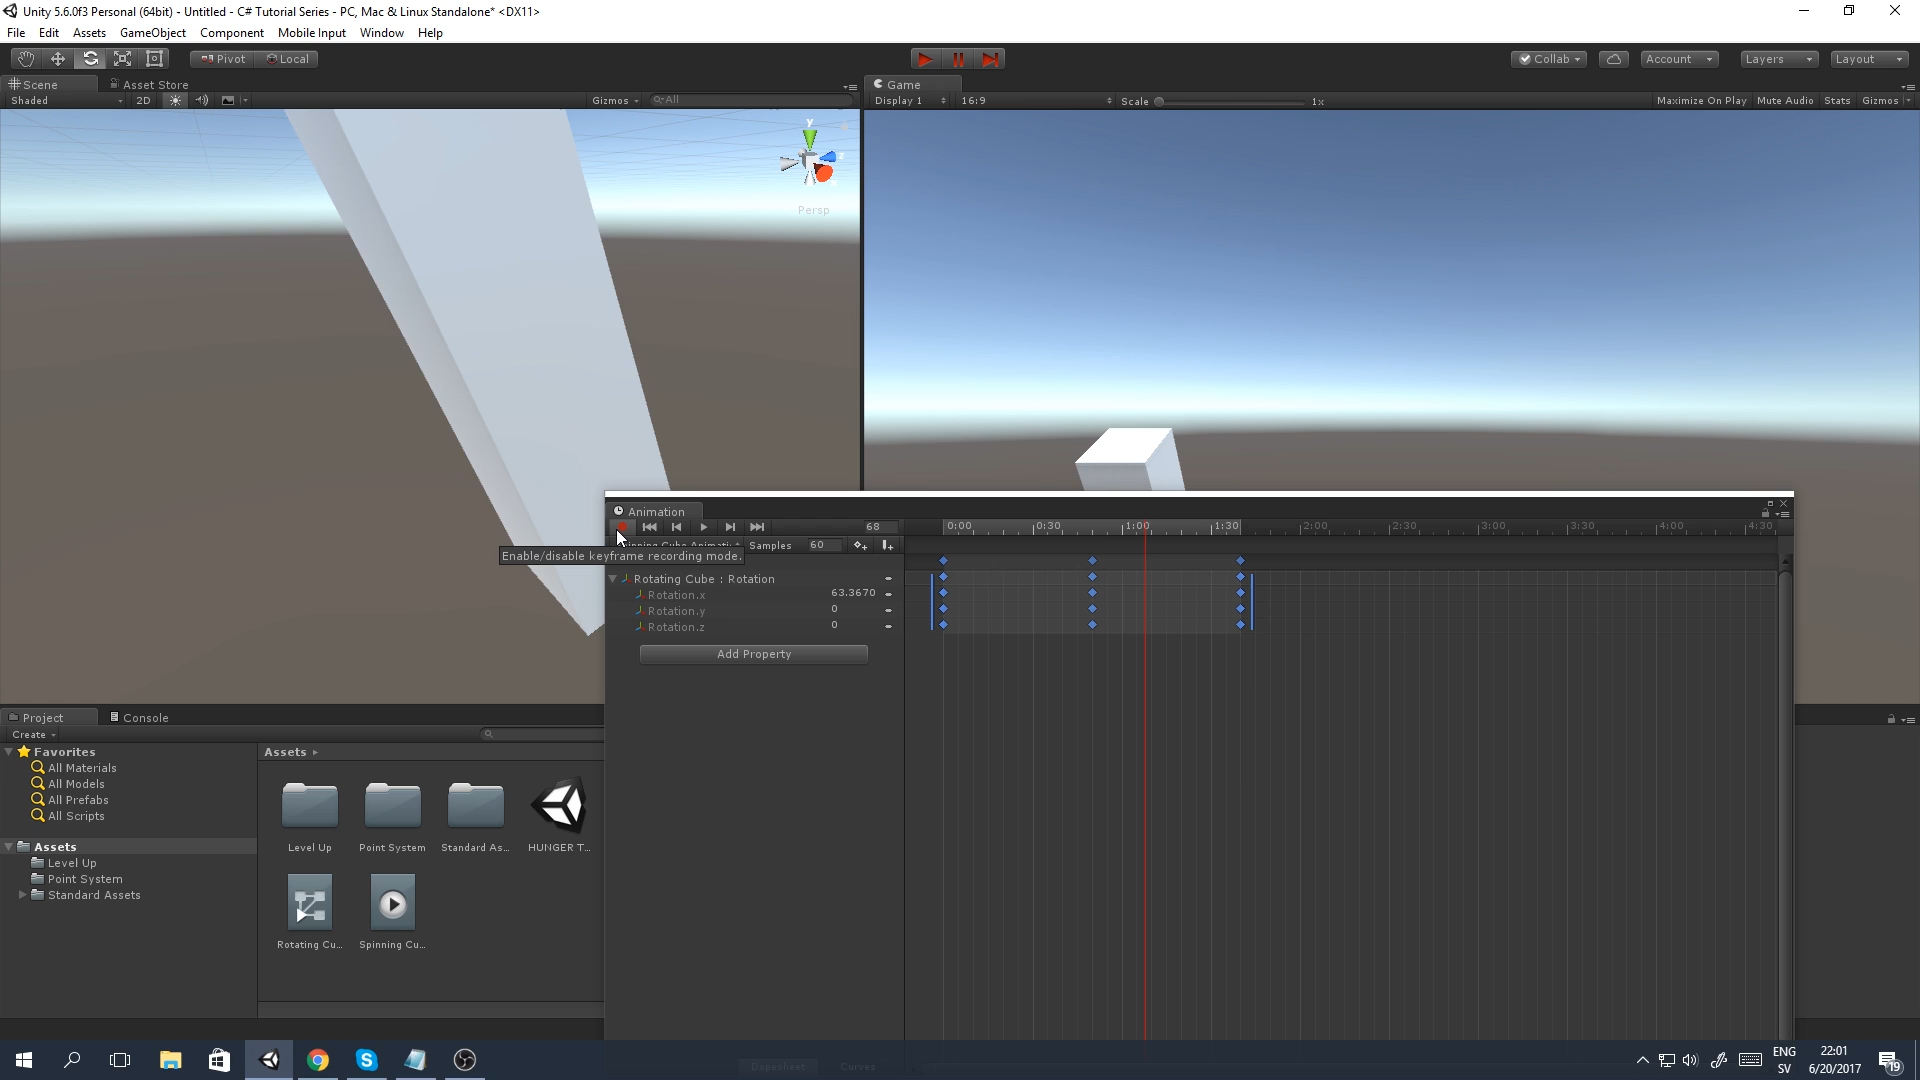 Unity 5.6.0f3 Personal (64bit) - Untitled - C# Tutorial Series - PC, Mac & Linux Standalone* <DX11>
File Edit Assets GameObject Component Mobile Input Window Help
Pivot Local Collab Account Layers Layout
Scene Asset Store Game
Shaded 2D Gizmos All Display 1 16:9 Scale 1x Maximize On Play Mute Audio Stats Gizmos
y
z
Persp
Animation
68 0:00 0:30 1:00 1:30 2:00 2:30 3:00 3:30 4:00 4:30
Samples 60
Enable/disable keyframe recording mode.
Rotating Cube : Rotation
Rotation.x 63.3670
Rotation.y 0
Rotation.z 0
Add Property
Project Console
Create
Favorites
All Materials
All Models
All Prefabs
All Scripts
Assets
Level Up
Point System
Standard Assets
Assets
Level Up Point System Standard As... HUNGER T...
Rotating Cu... Spinning Cu...
Dopesheet Curves
ENG
SV
22:01
6/20/2017
19